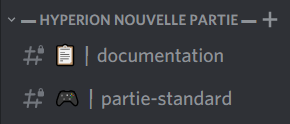 — HYPERION NOUVELLE PARTIE —
📋 | documentation
🎮 | partie-standard